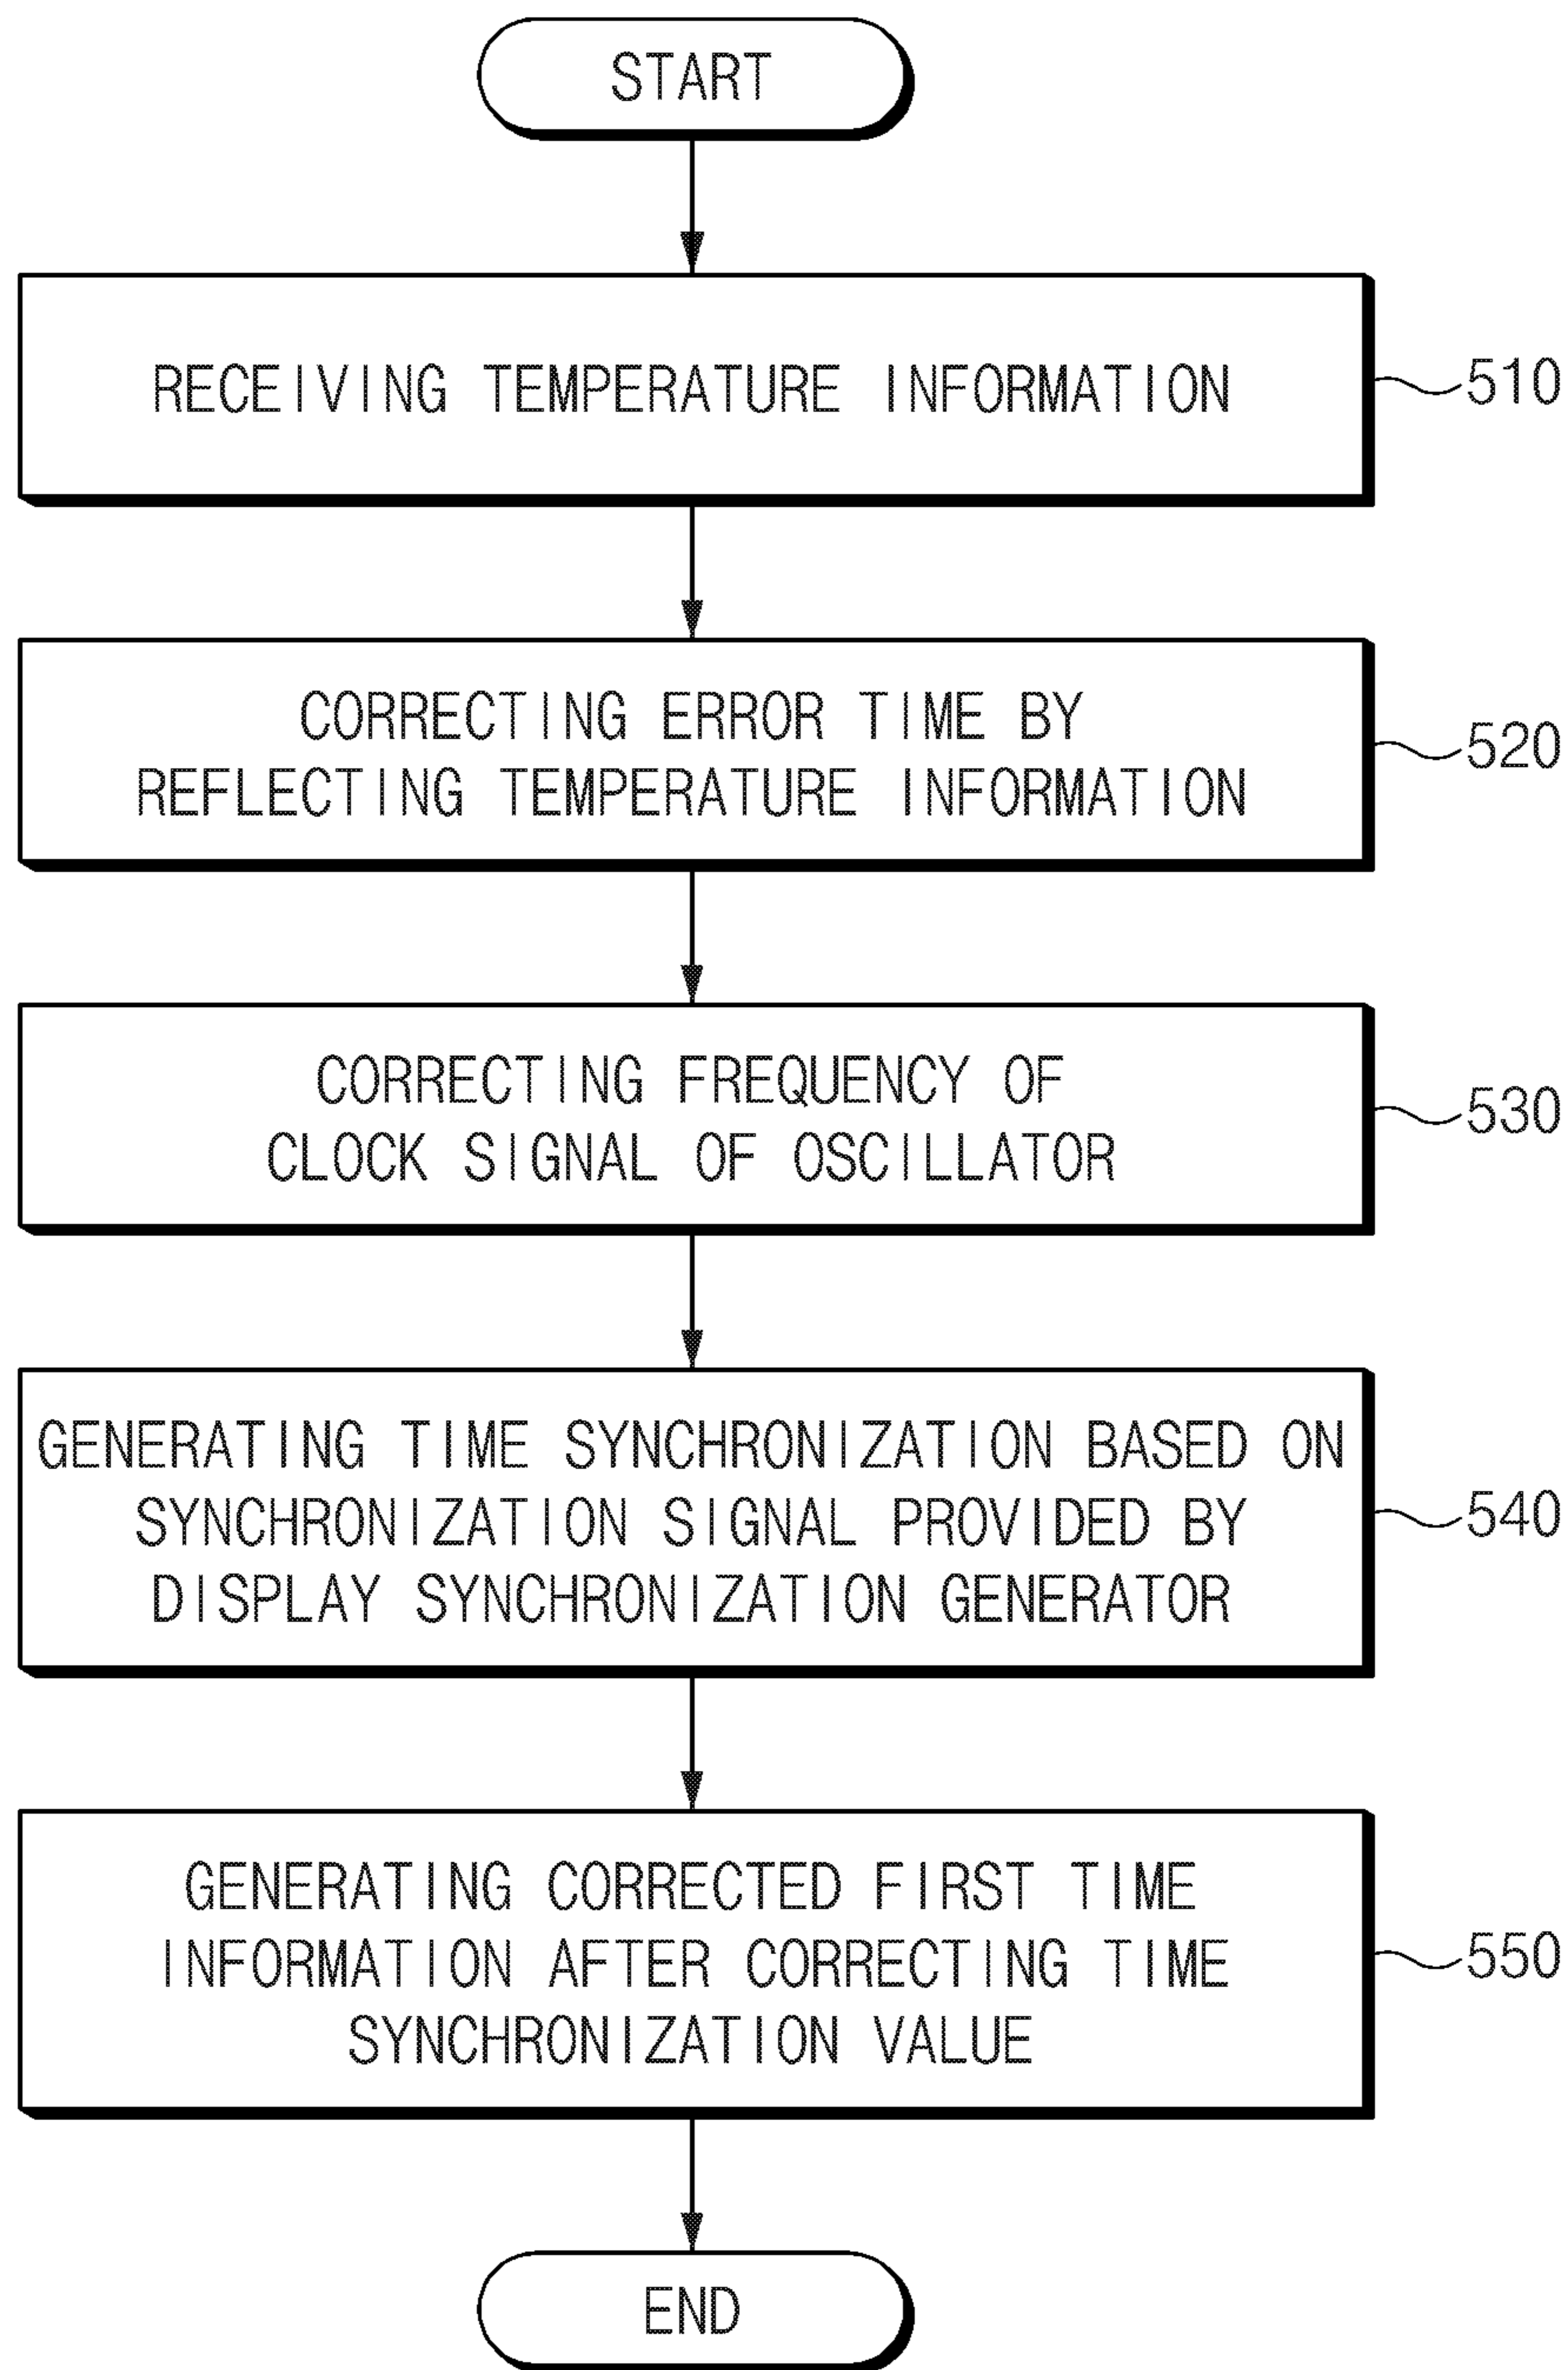 START
RECEIVING TEMPERATURE INFORMATION
510
CORRECTING ERROR TIME BY
REFLECTING TEMPERATURE INFORMATION
520
CORRECTING FREQUENCY OF
CLOCK SIGNAL OF OSCILLATOR
530
GENERATING TIME SYNCHRONIZATION BASED ON
SYNCHRONIZATION SIGNAL PROVIDED BY
DISPLAY SYNCHRONIZATION GENERATOR
540
GENERATING CORRECTED FIRST TIME
INFORMATION AFTER CORRECTING TIME
SYNCHRONIZATION VALUE
550
END